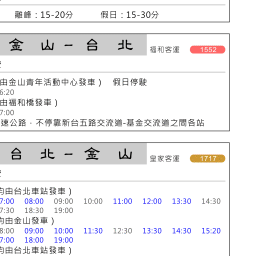 離峰：15-20分 假日：15-30分
金 山 – 台 北 福和客運 1552
由金山青年活動中心發車） 假日停駛
6:20
由福和橋發車）
7:00
速公路，不停靠新台五路交流道-基金交流道之間各站
台 北 – 金 山 皇家客運 1717
均由台北車站發車）
7:00 08:00 09:00 10:00 11:00 12:00 13:30 14:30
7:30 18:30 19:00
均由金山發車）
8:00 09:00 10:00 11:30 12:30 13:30 14:30 15:20
7:00 18:00 19:00
均由台北車站發車）